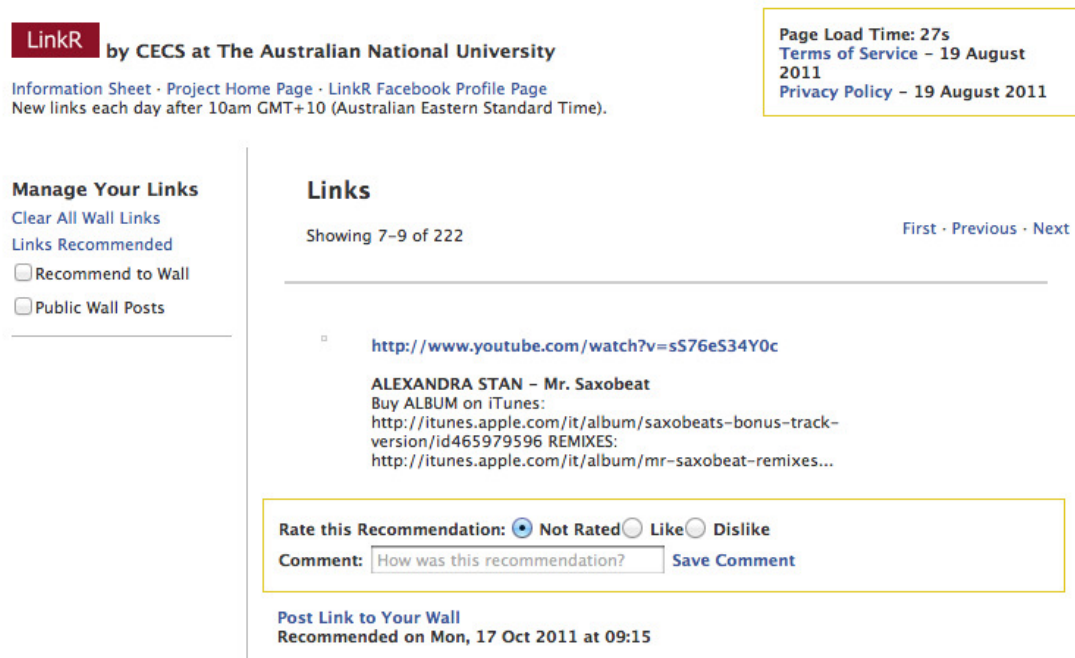 LinkR by CECS at The Australian National University
Information Sheet · Project Home Page · LinkR Facebook Profile Page
New links each day after 10am GMT+10 (Australian Eastern Standard Time).
Page Load Time: 27s
Terms of Service – 19 August
2011
Privacy Policy – 19 August 2011
Manage Your Links
Clear All Wall Links
Links Recommended
Recommend to Wall
Public Wall Posts
Links
Showing 7–9 of 222
First · Previous · Next
http://www.youtube.com/watch?v=sS76eS34Y0c
ALEXANDRA STAN – Mr. Saxobeat
Buy ALBUM on iTunes:
http://itunes.apple.com/it/album/saxobeats-bonus-track-
version/id465979596 REMIXES:
http://itunes.apple.com/it/album/mr-saxobeat-remixes...
Rate this Recommendation: Not Rated Like Dislike
Comment: How was this recommendation? Save Comment
Post Link to Your Wall
Recommended on Mon, 17 Oct 2011 at 09:15